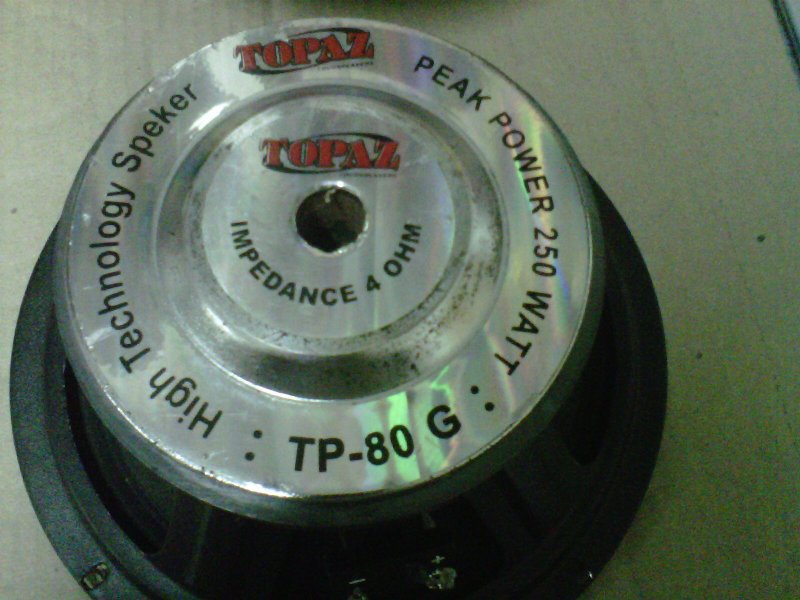 TOPAZ
PEAK POWER 250 WATT
High Technology Speker
: TP-80 G :
TOPAZ
IMPEDANCE 4 OHM
- +